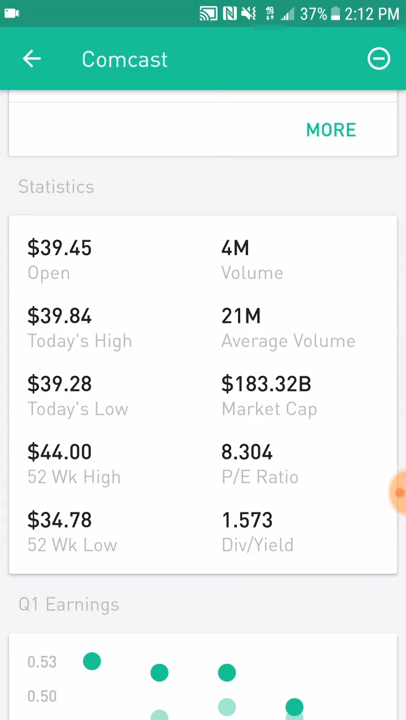 37% 2:12 PM
Comcast
MORE
Statistics
$39.45 4M
Open Volume
$39.84 21M
Today's High Average Volume
$39.28 $183.32B
Today's Low Market Cap
$44.00 8.304
52 Wk High P/E Ratio
$34.78 1.573
52 Wk Low Div/Yield
Q1 Earnings
0.53
0.50